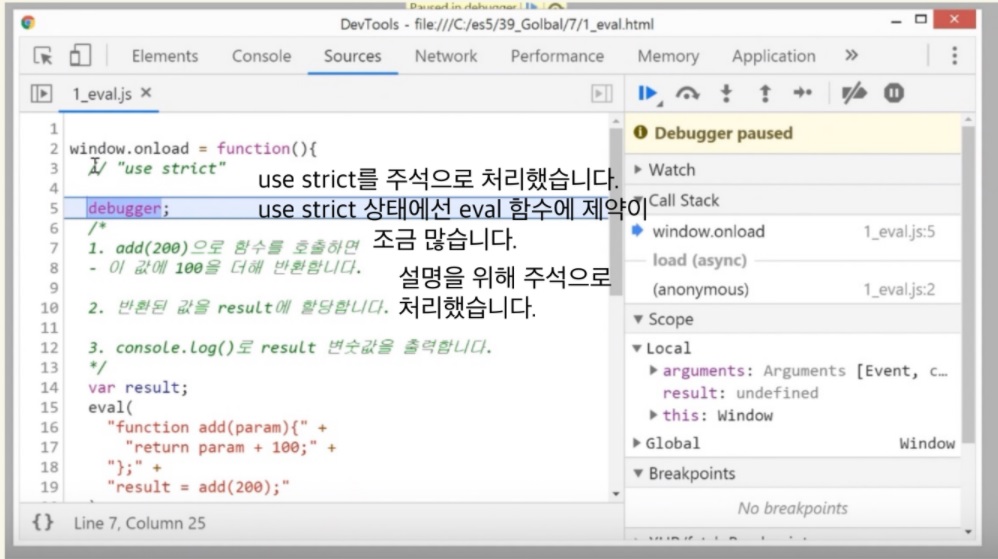 Paused in debugger
DevTools - file:///C:/es5/39_Golbal/7/1_eval.html
Elements Console Sources Network Performance Memory Application »
1_eval.js ×
1
2 window.onload = function(){
3 // "use strict"
4
5 debugger;
6 /*
7 1. add(200)으로 함수를 호출하면
8 - 이 값에 100을 더해 반환합니다.
9
10 2. 반환된 값을 result에 할당합니다.
11
12 3. console.log()로 result 변숫값을 출력합니다.
13 */
14 var result;
15 eval(
16 "function add(param){" +
17 "return param + 100;" +
18 "};" +
19 "result = add(200);"
{} Line 7, Column 25
use strict를 주석으로 처리했습니다.
use strict 상태에선 eval 함수에 제약이
조금 많습니다.
설명을 위해 주석으로
처리했습니다.
Debugger paused
Watch
Call Stack
window.onload 1_eval.js:5
load (async)
(anonymous) 1_eval.js:2
Scope
Local
arguments: Arguments [Event, c…
result: undefined
this: Window
Global Window
Breakpoints
No breakpoints